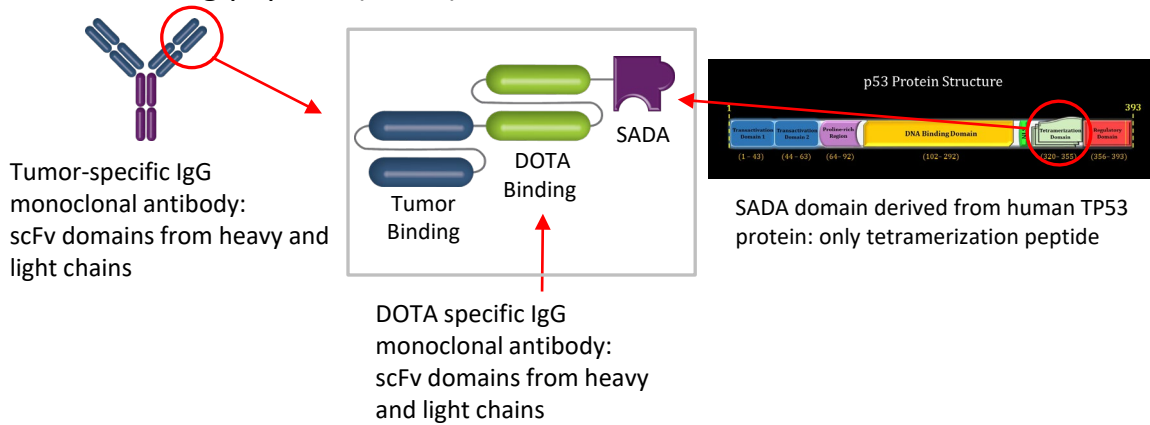 p53 Protein Structure
1
393
Transactivation
Domain 1
Transactivation
Domain 2
Proline-rich
Region
DNA Binding Domain
Tetramerization
Domain
Regulatory
Domain
(1 - 43)
(44 - 63)
(64 - 92)
(102 - 292)
(320 - 355)
(356 - 393)
SADA
DOTA
Binding
Tumor
Binding
Tumor-specific IgG
monoclonal antibody:
scFv domains from heavy and
light chains
SADA domain derived from human TP53
protein: only tetramerization peptide
DOTA specific IgG
monoclonal antibody:
scFv domains from heavy
and light chains